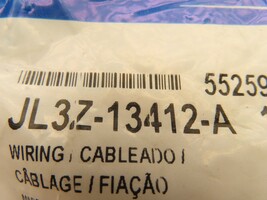 55259
JL3Z-13412-A
WIRING / CABLEADO /
CÂBLAGE / FIAÇÃO